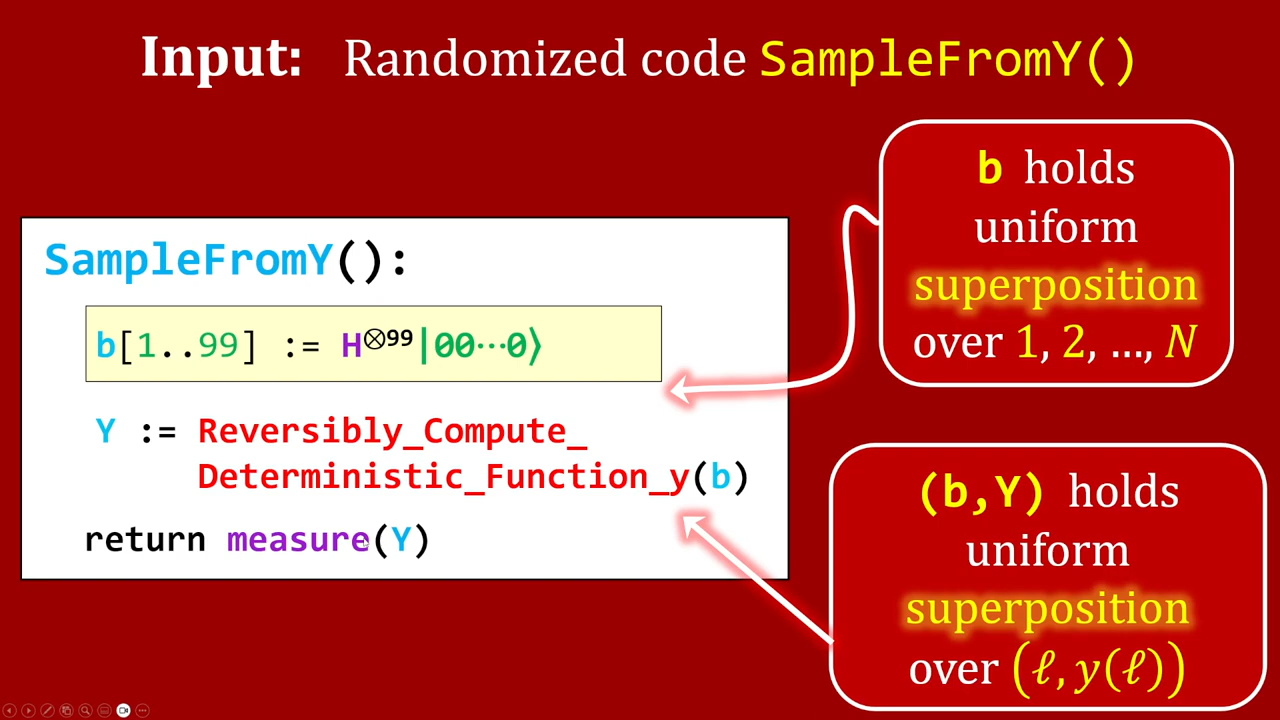 Input: Randomized code SampleFromY()
SampleFromY():
b[1..99] := H⊗99|00⋯0⟩
Y := Reversibly_Compute_
Deterministic_Function_y(b)
return measure(Y)
b holds
uniform
superposition
over 1, 2, …, N
(b,Y) holds
uniform
superposition
over (ℓ, y(ℓ))